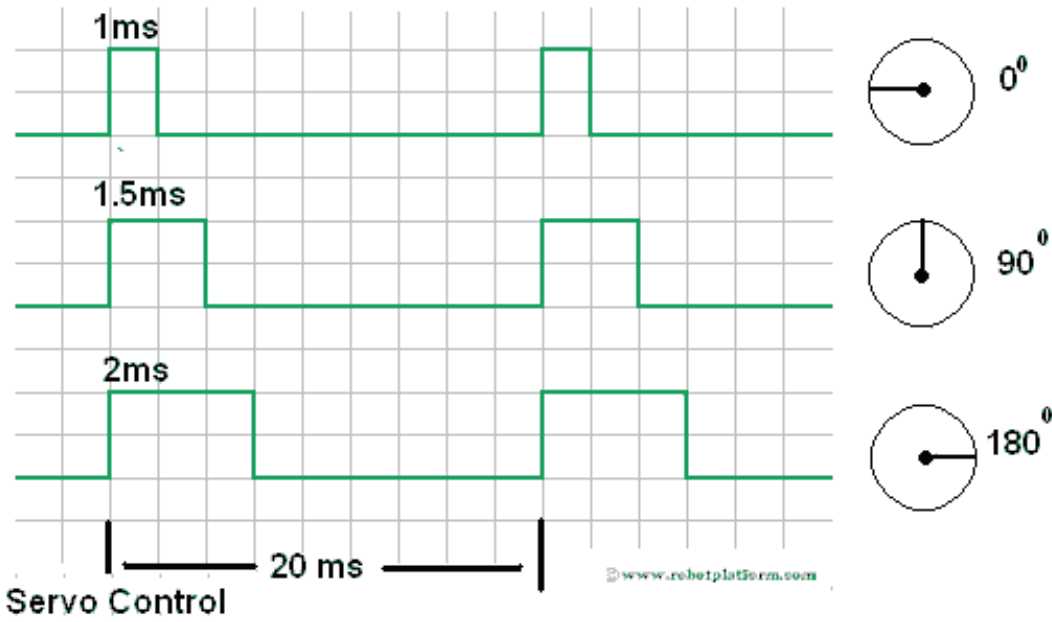 1ms
0⁰
1.5ms
90⁰
2ms
180⁰
20 ms
©www.robotplatform.com
Servo Control